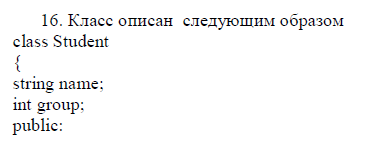 16. Класс описан следующим образом
class Student
{
string name;
int group;
public: